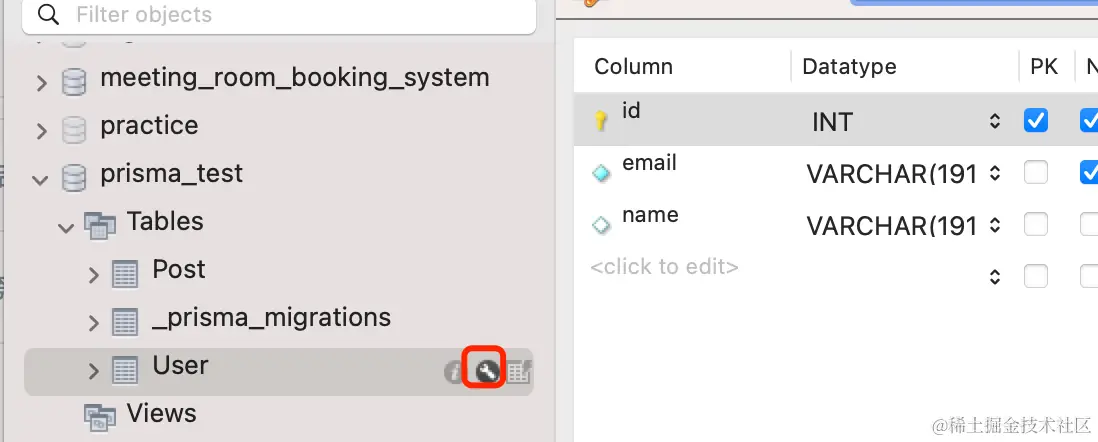 Filter objects
meeting_room_booking_system
practice
prisma_test
Tables
Post
_prisma_migrations
User
Views
Column Datatype PK
id INT
email VARCHAR(191
name VARCHAR(191
<click to edit>
@稀土掘金技术社区